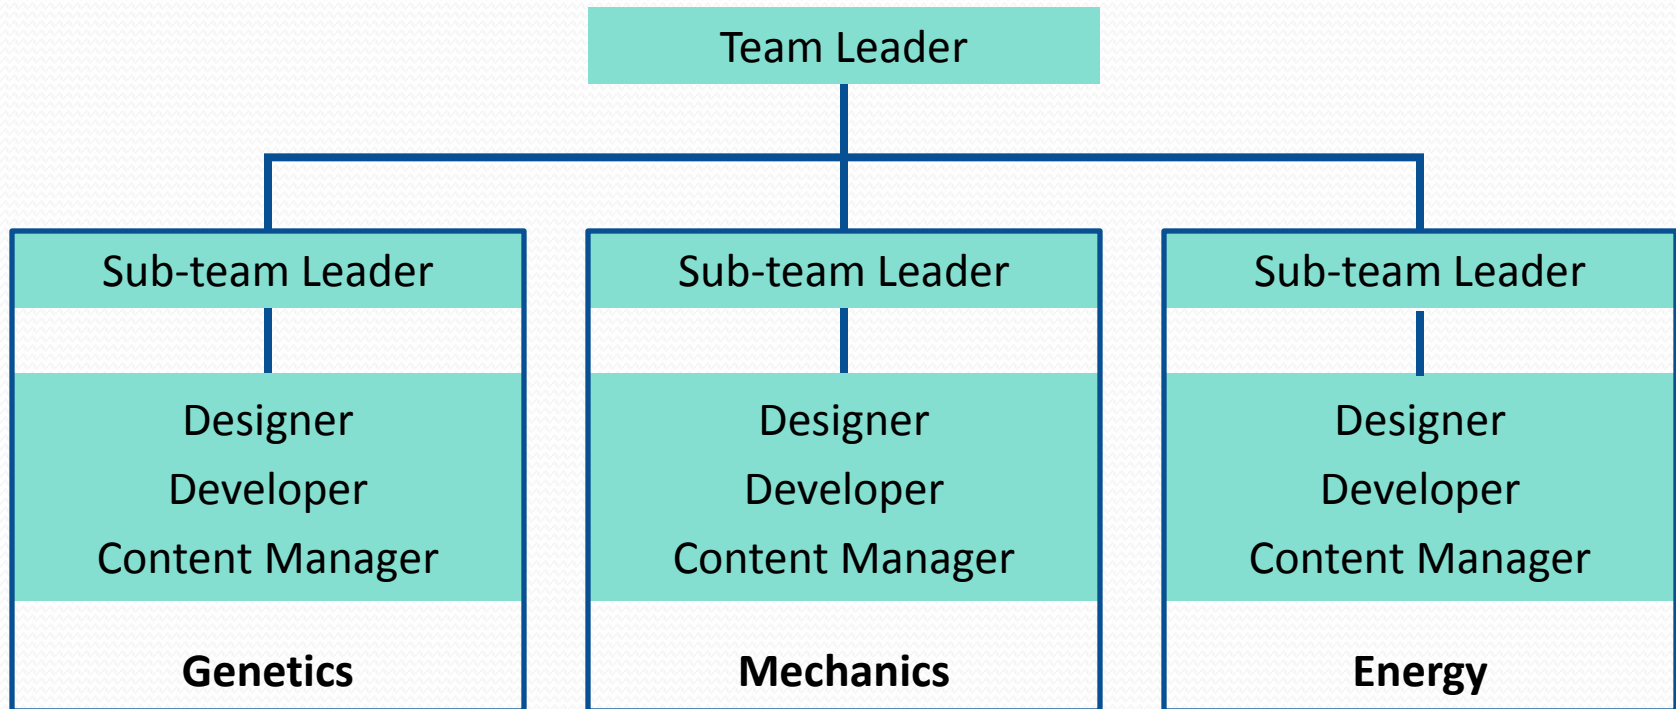 Team Leader
Sub-team Leader
Designer
Developer
Content Manager
Genetics
Sub-team Leader
Designer
Developer
Content Manager
Mechanics
Sub-team Leader
Designer
Developer
Content Manager
Energy